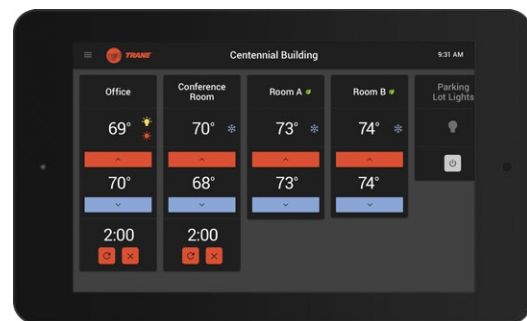 TRANE
Centennial Building
9:31 AM
Office
69°
70°
2:00
Conference
Room
70°
68°
2:00
Room A
73°
73°
Room B
74°
74°
Parking
Lot Lights